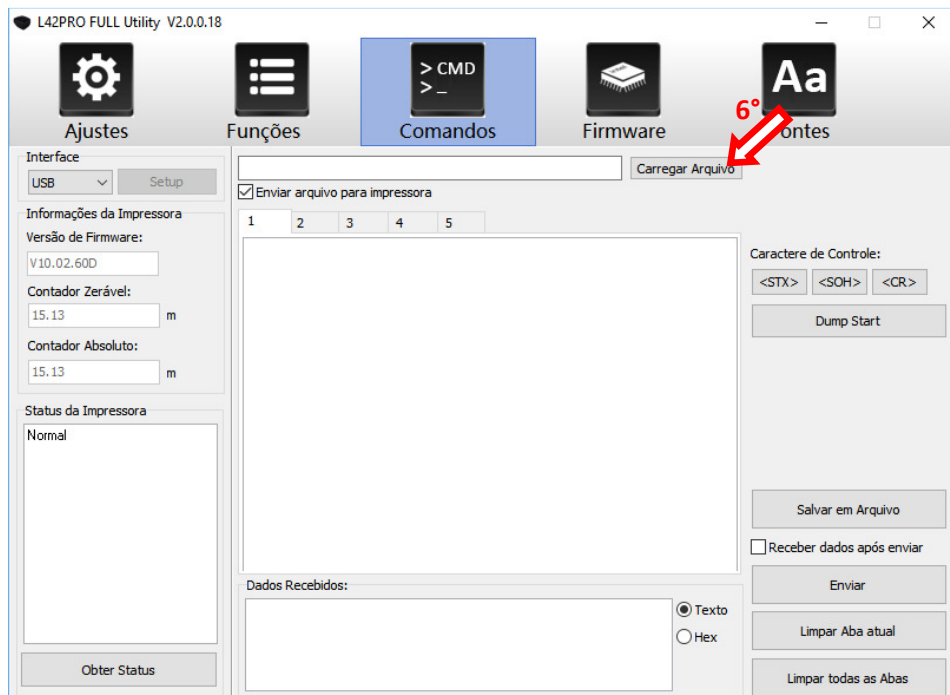 L42PRO FULL Utility V2.0.0.18
> CMD
> _
Aa
6°
Ajustes
Funções
Comandos
Firmware
Fontes
Interface
USB
Setup
Informações da Impressora
Versão de Firmware:
V10.02.60D
Contador Zerável:
15.13 m
Contador Absoluto:
15.13 m
Status da Impressora
Normal
Obter Status
Carregar Arquivo
Enviar arquivo para impressora
1 2 3 4 5
Dados Recebidos:
Texto
Hex
Caractere de Controle:
<STX> <SOH> <CR>
Dump Start
Salvar em Arquivo
Receber dados após enviar
Enviar
Limpar Aba atual
Limpar todas as Abas